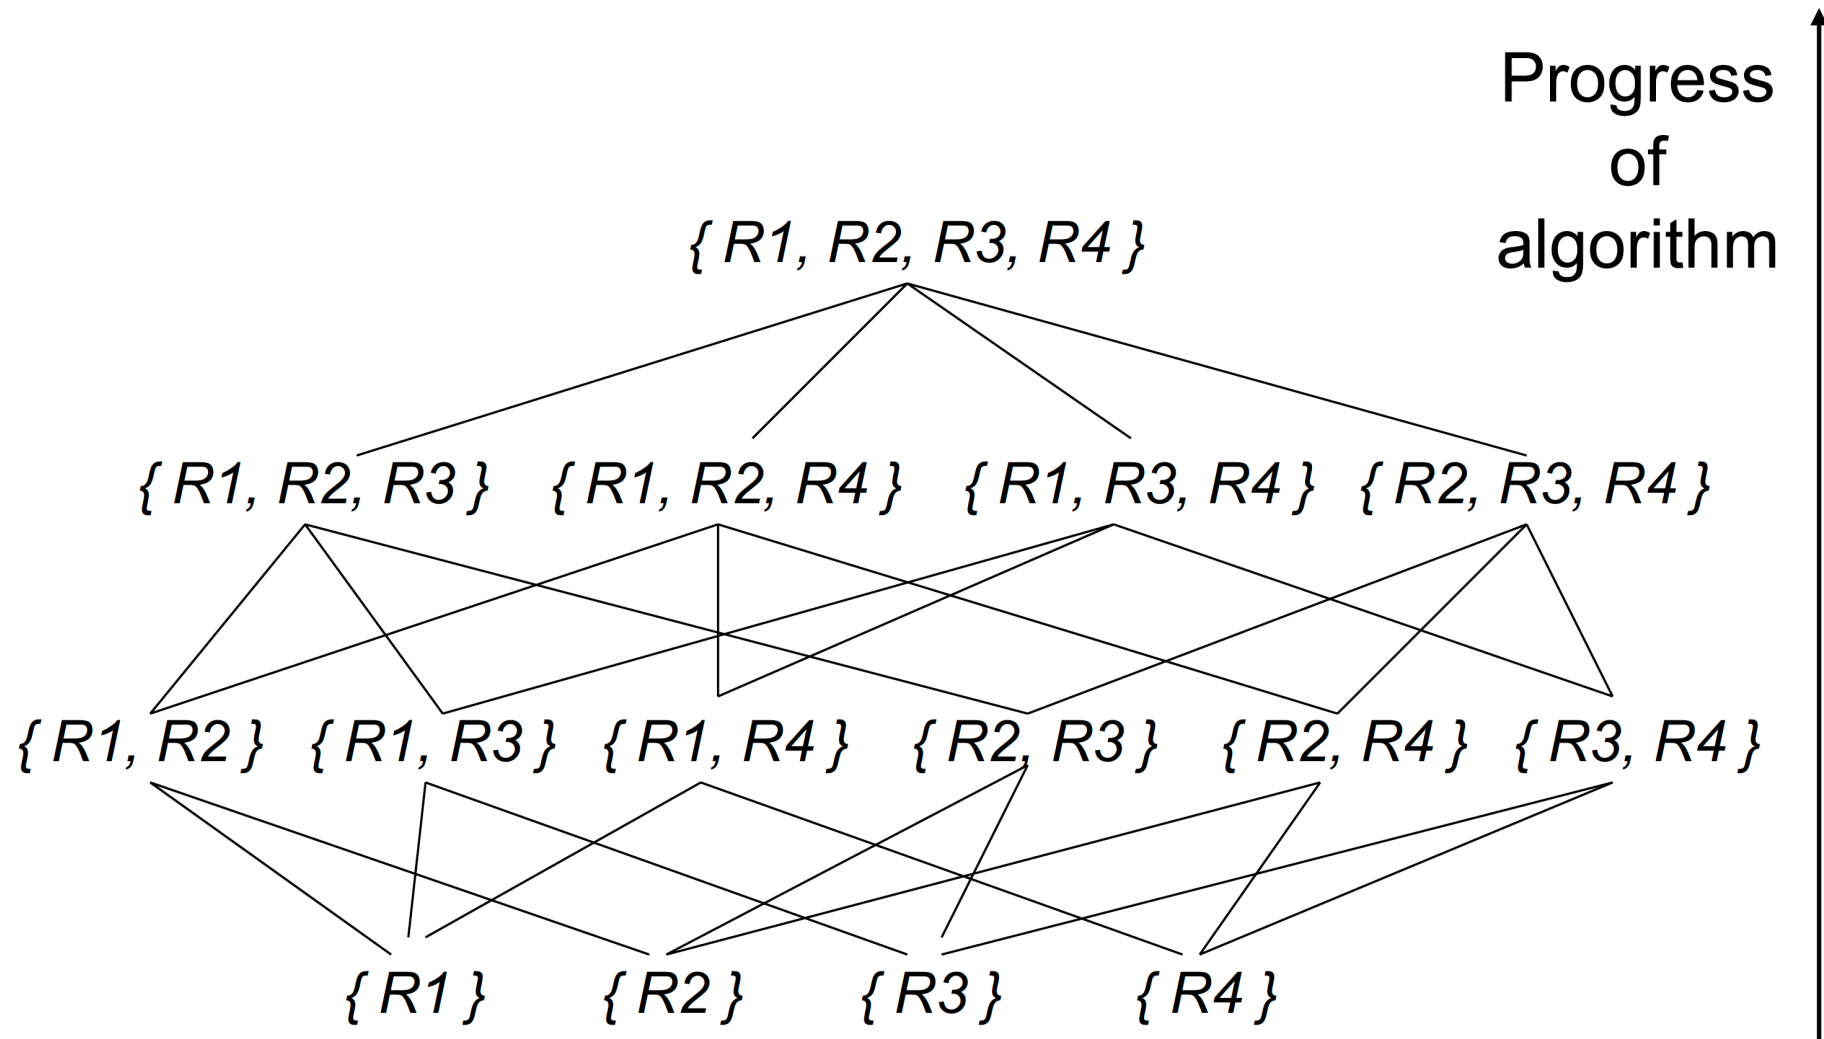 Progress
of
algorithm
{ R1, R2, R3, R4 }
{ R1, R2, R3 } { R1, R2, R4 } { R1, R3, R4 } { R2, R3, R4 }
{ R1, R2 } { R1, R3 } { R1, R4 } { R2, R3 } { R2, R4 } { R3, R4 }
{ R1 } { R2 } { R3 } { R4 }